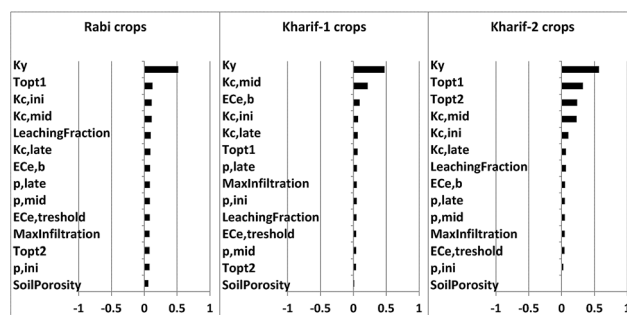 Rabi crops
Ky
Topt1
Kc,ini
Kc,mid
LeachingFraction
Kc,late
ECe,b
p,late
p,mid
ECe,treshold
MaxInfiltration
Topt2
p,ini
SoilPorosity
-1 -0.5 0 0.5 1
Kharif-1 crops
Ky
Kc,mid
ECe,b
Kc,ini
Kc,late
Topt1
p,late
MaxInfiltration
p,ini
LeachingFraction
ECe,treshold
p,mid
Topt2
SoilPorosity
-1 -0.5 0 0.5 1
Kharif-2 crops
Ky
Topt1
Topt2
Kc,mid
Kc,ini
Kc,late
LeachingFraction
ECe,b
p,late
p,mid
MaxInfiltration
ECe,treshold
p,ini
SoilPorosity
-1 -0.5 0 0.5 1